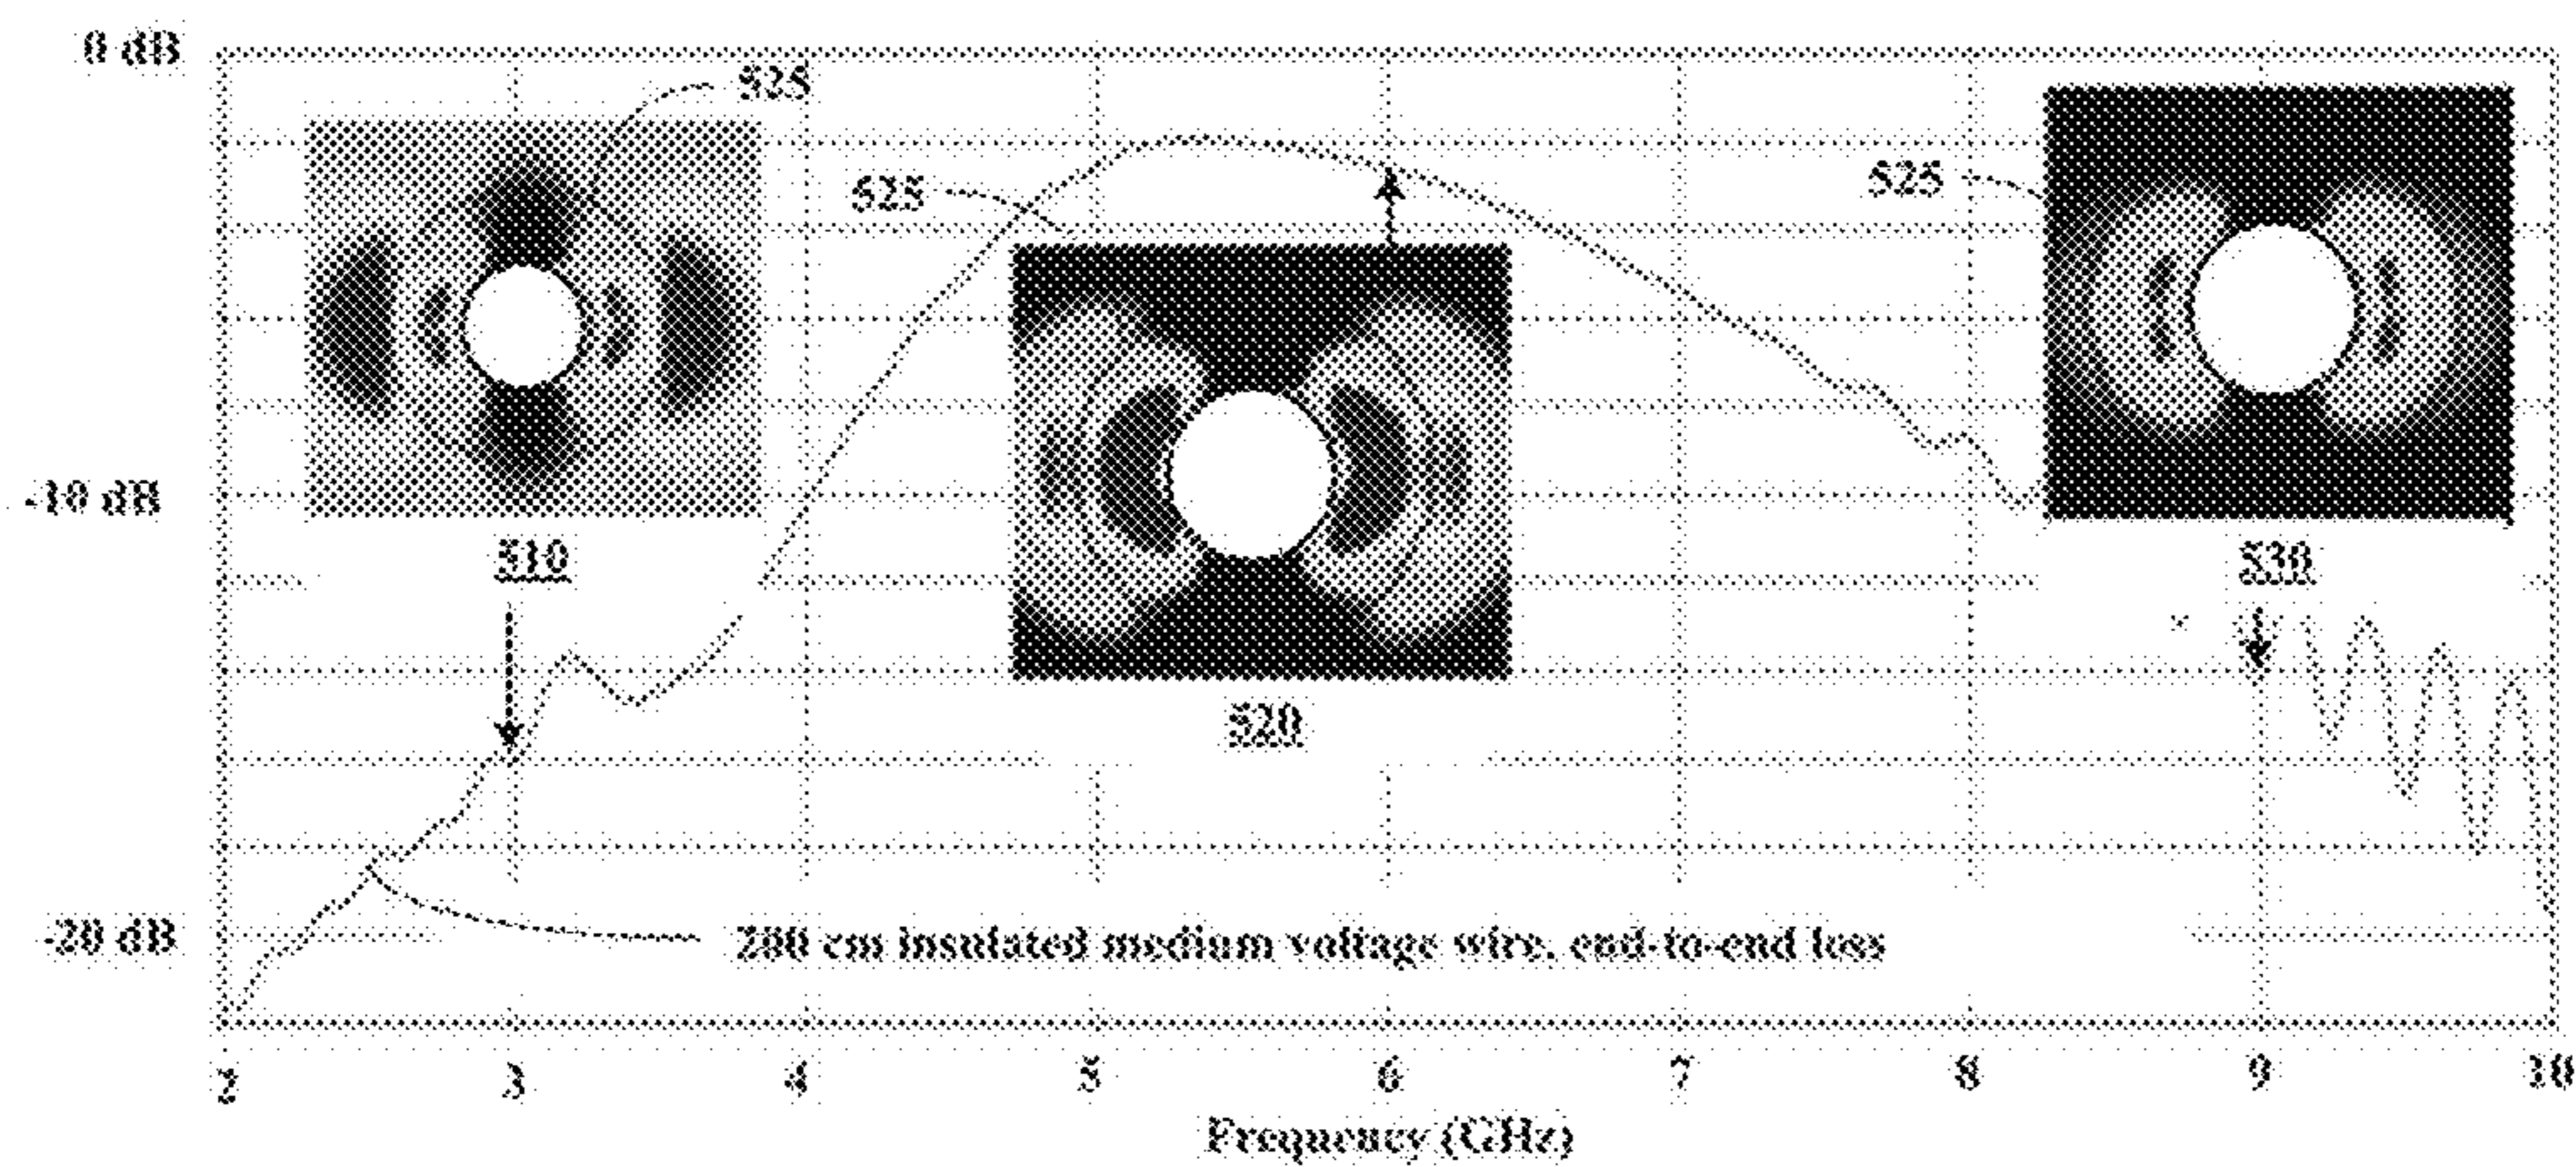 0 dB
525
525
525
-10 dB
510
530
520
-20 dB
280 cm insulated medium voltage wire, end-to-end loss
2 3 4 5 6 7 8 9 10
Frequency (GHz)